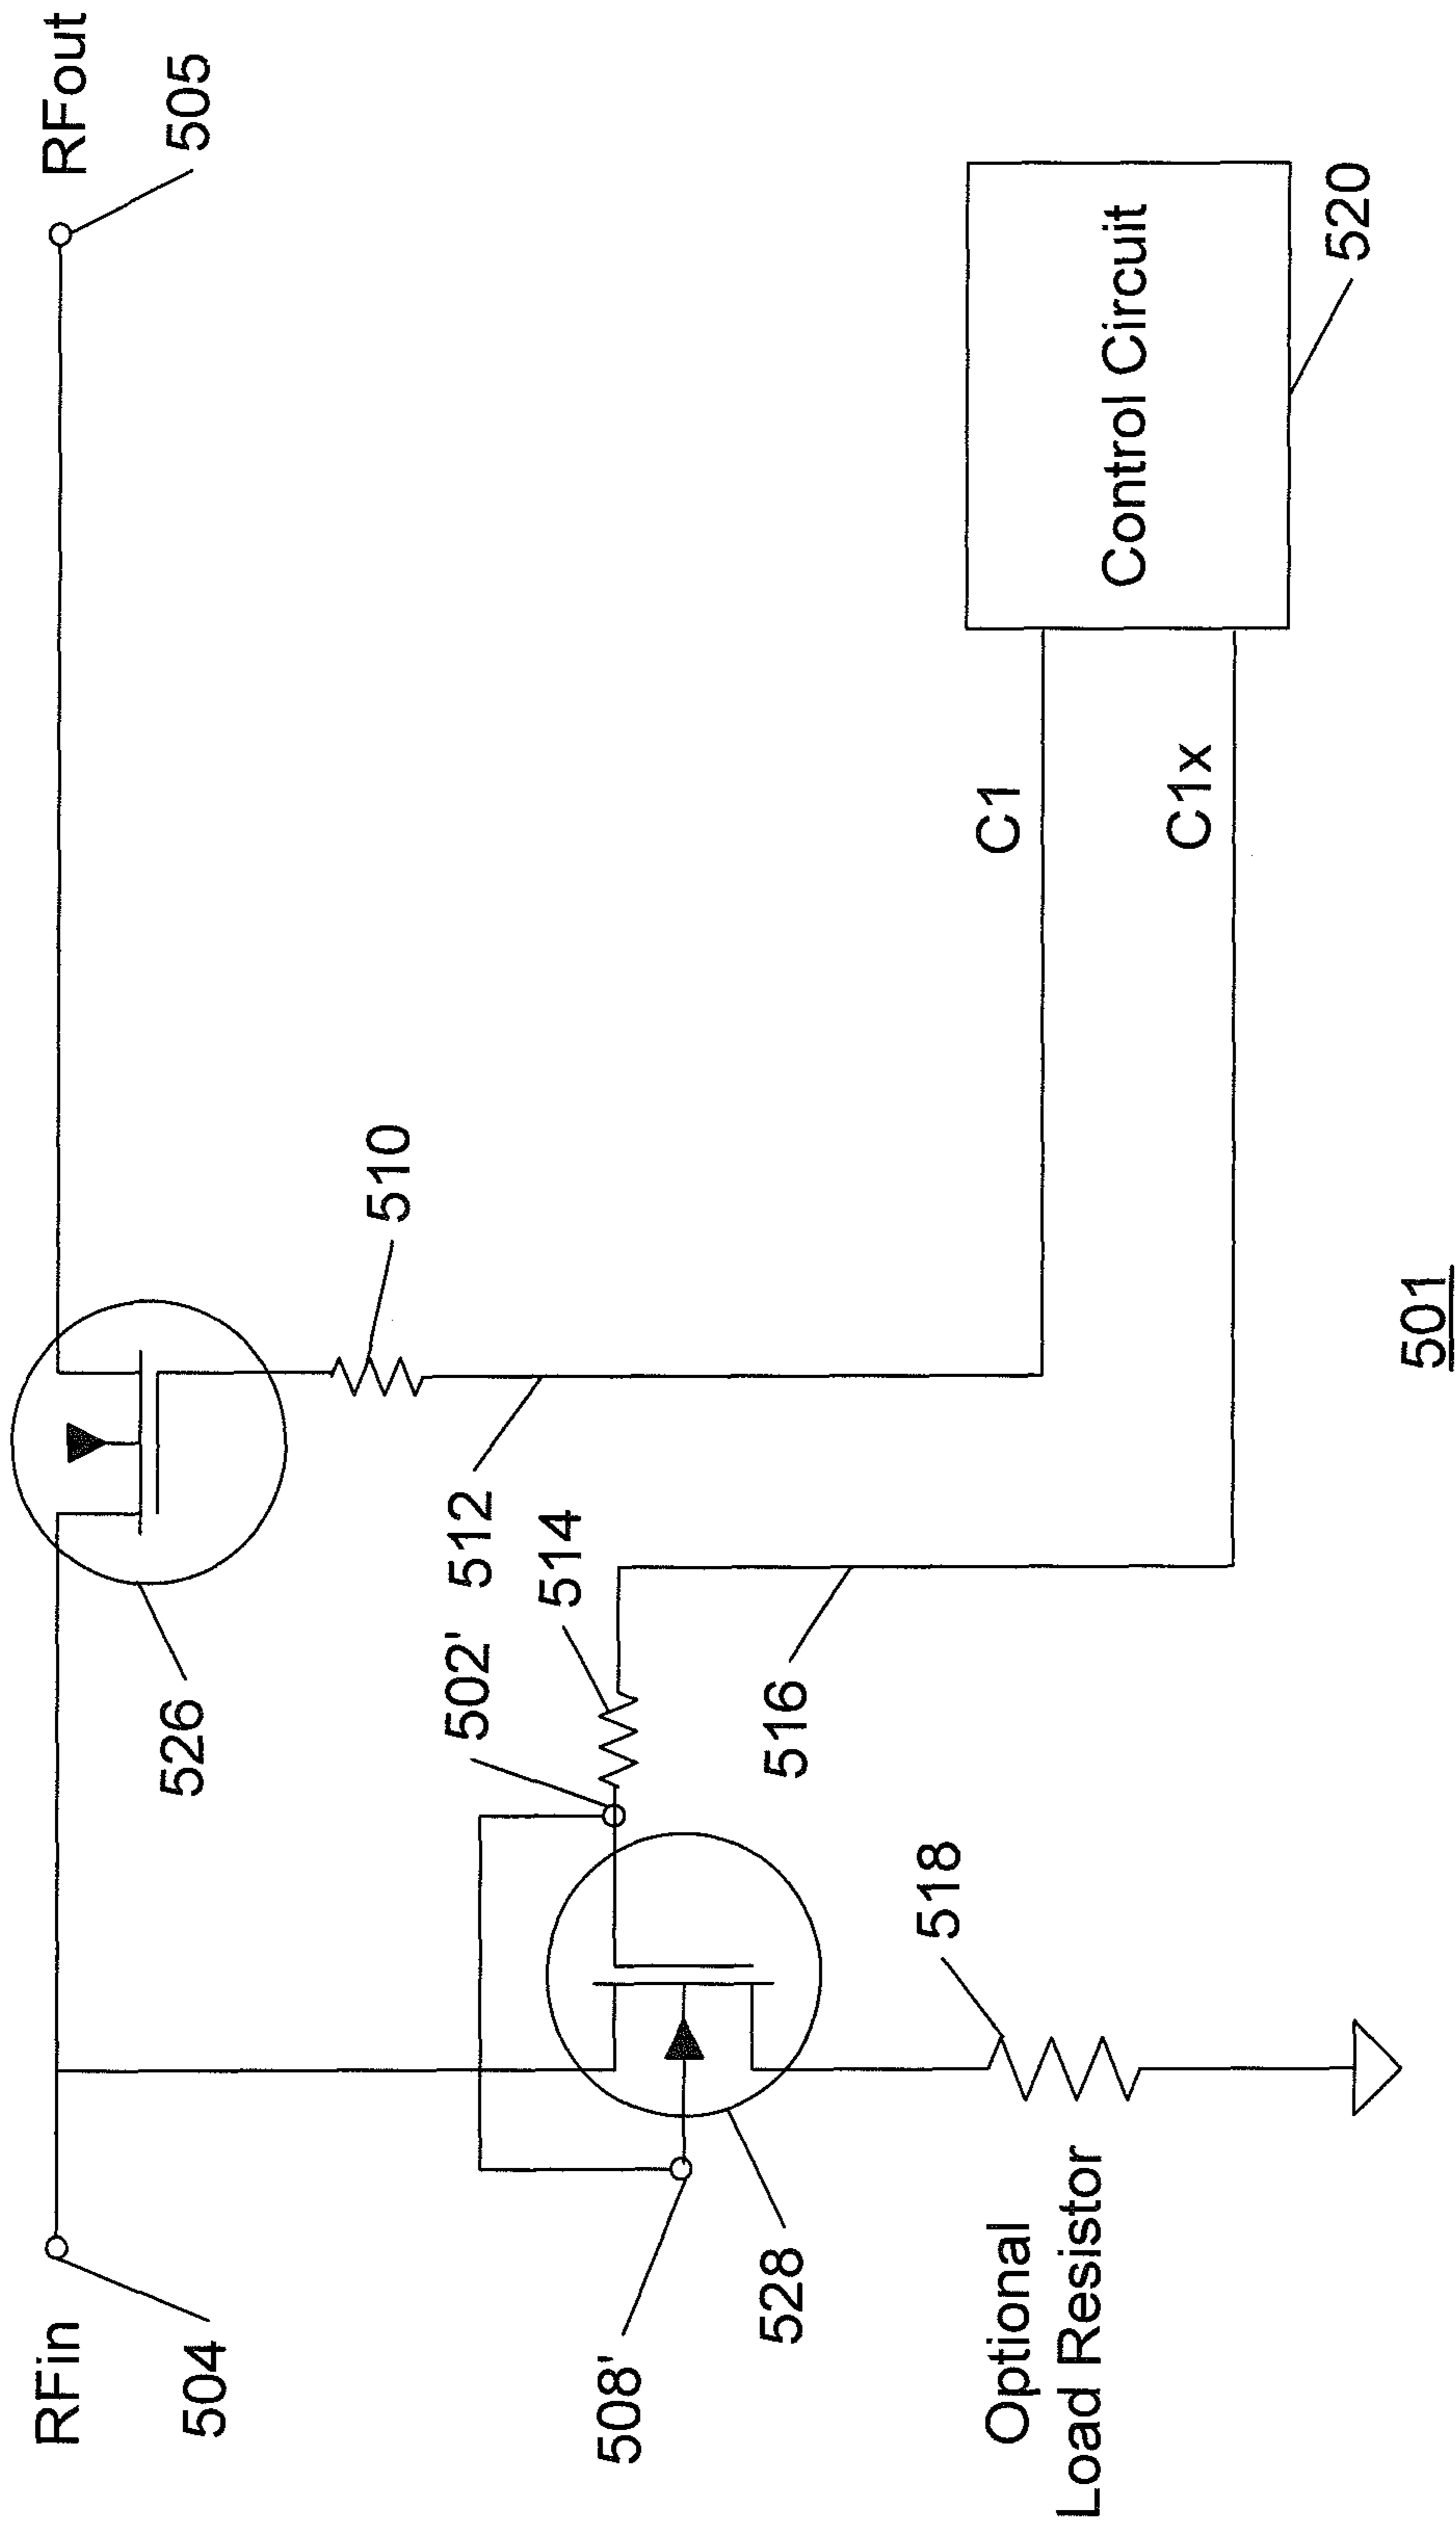 RFin
504
RFout
505
526
510
502'
512
514
516
508'
528
518
Optional
Load Resistor
C1
C1x
Control Circuit
520
501